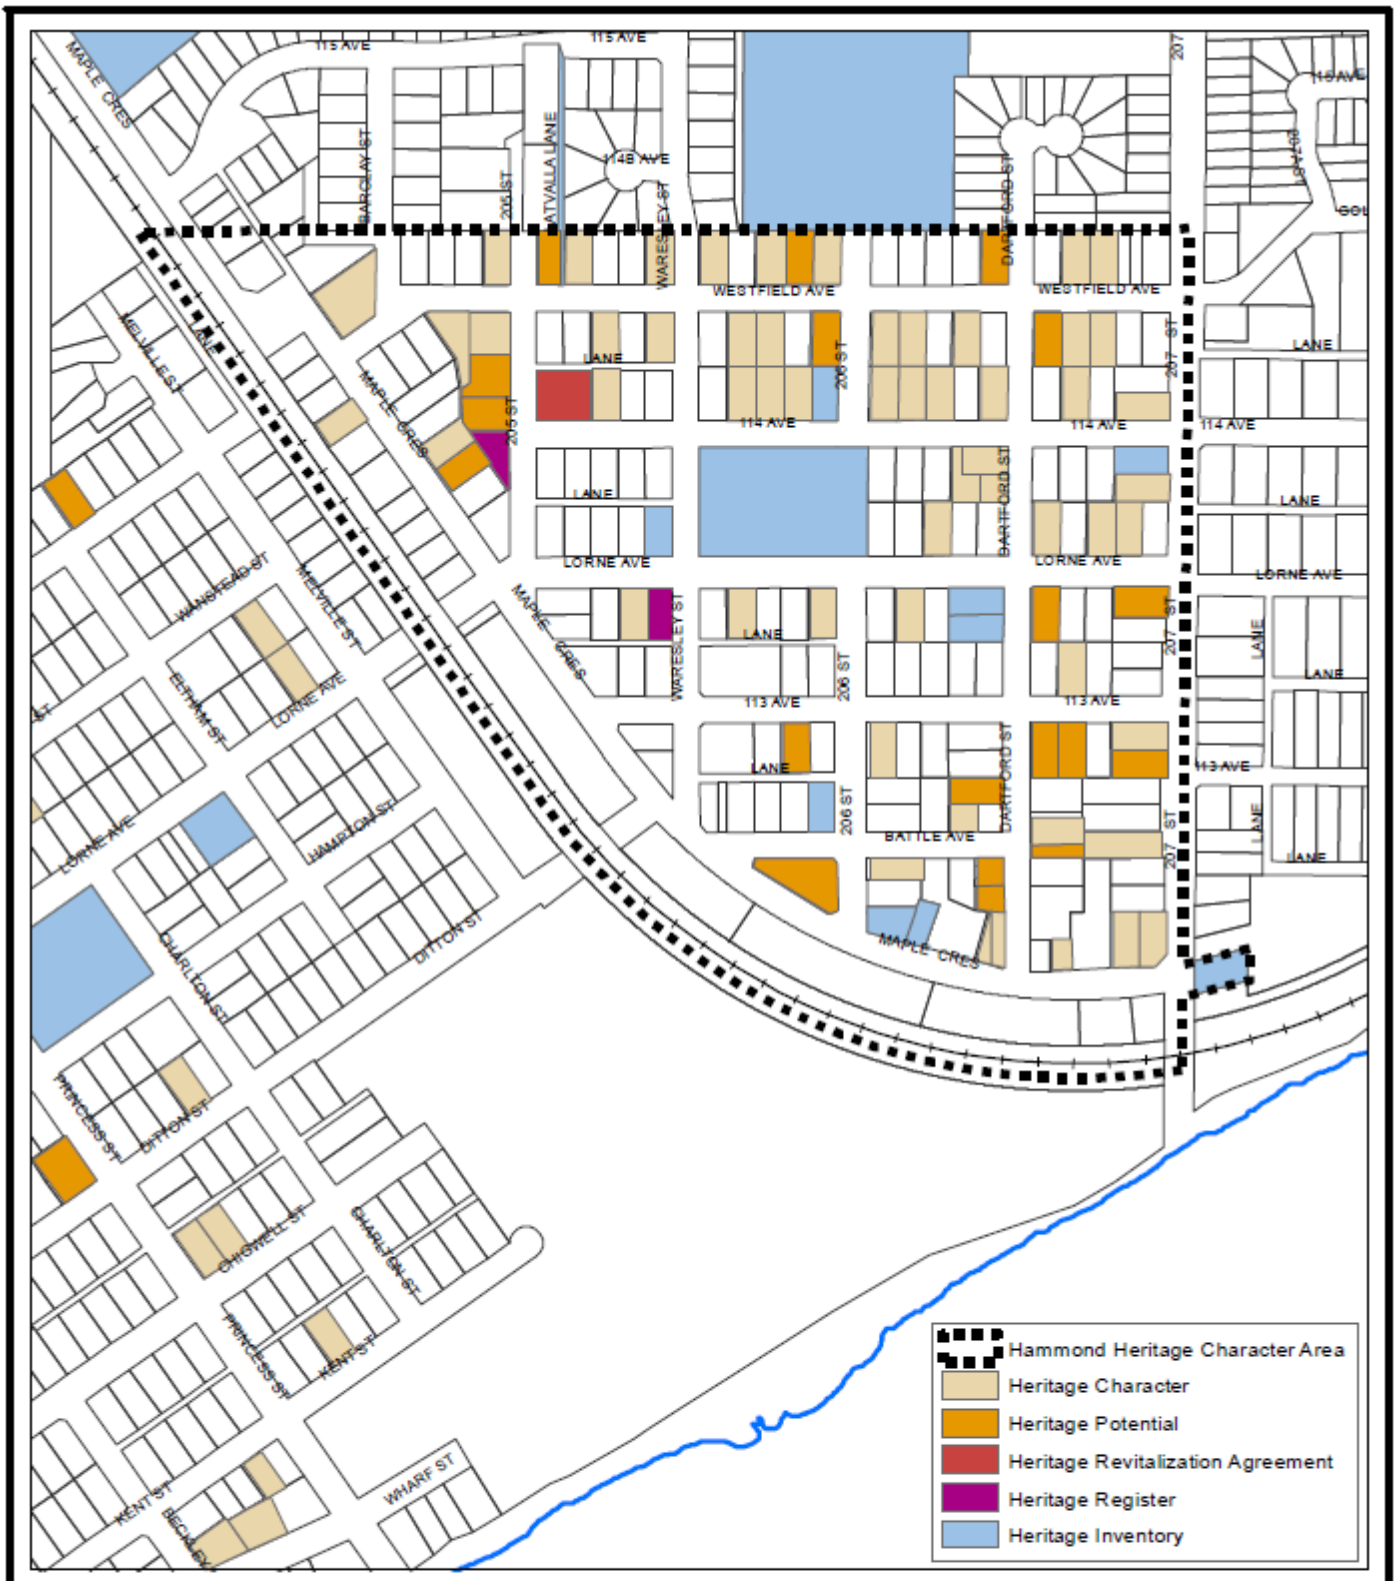 115 AVE
115 AVE
207
MAPLE CRES
115 AVE
BARCLAY ST
205 ST
ATVALLA LANE
114B AVE
WARESLEY ST
DARTFORD ST
207A ST
GOL
WESTFIELD AVE
WESTFIELD AVE
MELVILLE ST
LANE
LANE
206 ST
207 ST
LANE
MAPLE CRES
205 ST
114 AVE
114 AVE
114 AVE
LANE
DARTFORD ST
LANE
LORNE AVE
LORNE AVE
LORNE AVE
WANSTEAD ST
MELVILLE ST
MAPLE CRES
WARESLEY ST
LANE
206 ST
207 ST
LANE
LANE
ELTHAM ST
LORNE AVE
ST
113 AVE
113 AVE
LANE
DARTFORD ST
113 AVE
LORNE AVE
HAMPTON ST
206 ST
BATTLE AVE
207 ST
LANE
LANE
CHARLTON ST
DITTON ST
MAPLE CRES
PRINCESS ST
DITTON ST
CHIGWELL ST
CHARLTON ST
PRINCESS ST
KENT ST
KENT ST
BECKLEY
WHARF ST
Hammond Heritage Character Area
Heritage Character
Heritage Potential
Heritage Revitalization Agreement
Heritage Register
Heritage Inventory